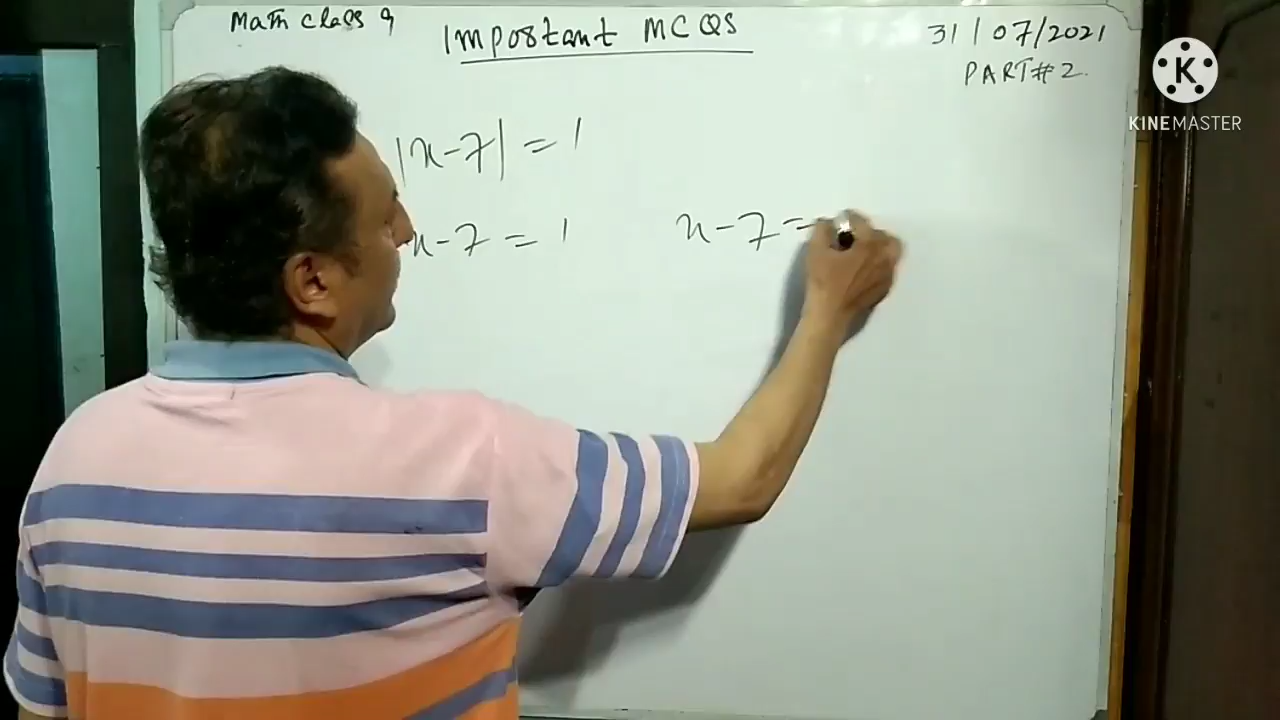 Math Class 9
Important MCQS
31/07/2021
PART#2.
|x-7| = 1
x-7 = 1
x-7 =
K
KINEMASTER